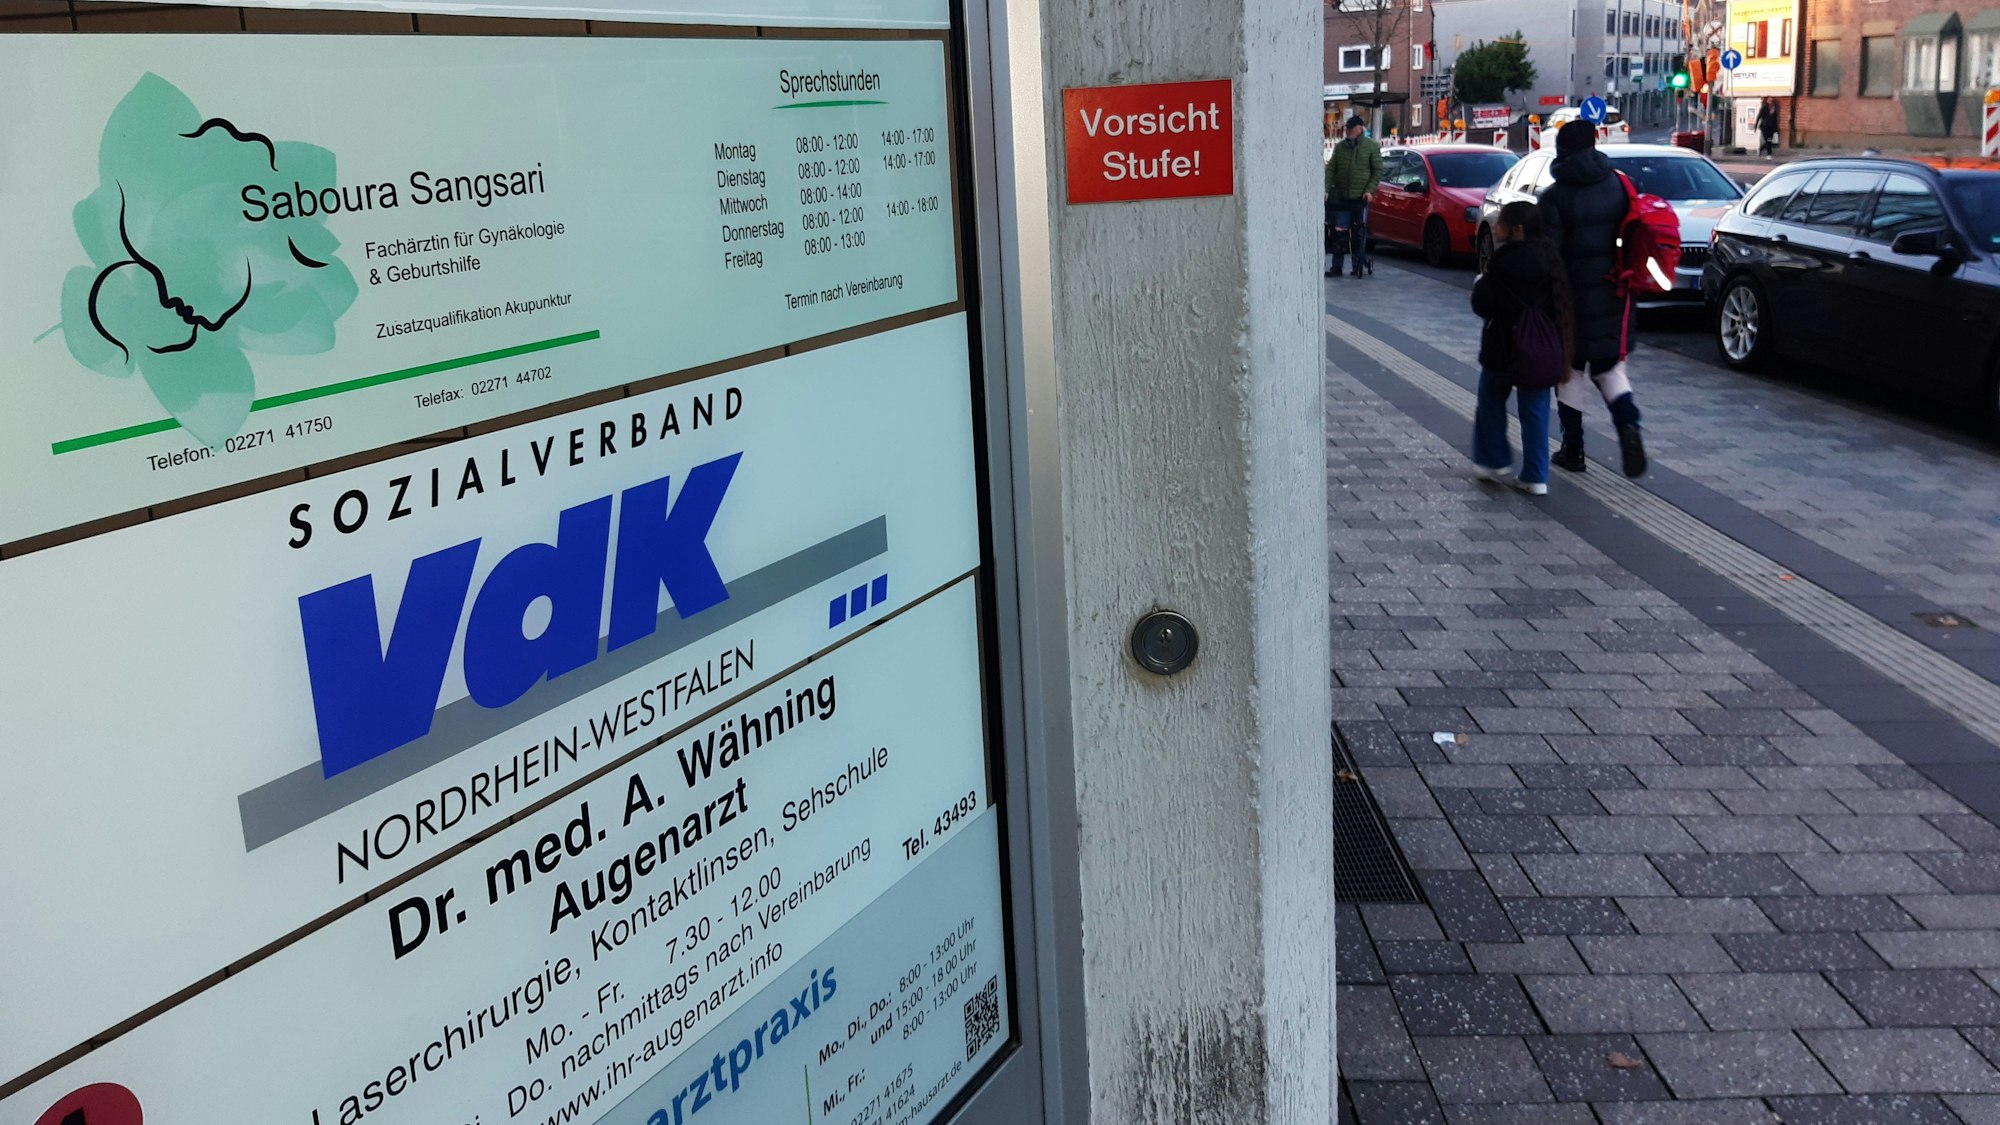 Saboura Sangsari
Fachärztin für Gynäkologie
& Geburtshilfe
Zusatzqualifikation Akupunktur
Telefon: 02271 41750
Telefax: 02271 44702
Sprechstunden
Montag 08:00 - 12:00 14:00 - 17:00
Dienstag 08:00 - 12:00 14:00 - 17:00
Mittwoch 08:00 - 14:00
Donnerstag 08:00 - 12:00 14:00 - 18:00
Freitag 08:00 - 13:00
Termin nach Vereinbarung
SOZIALVERBAND
VdK
NORDRHEIN-WESTFALEN
Dr. med. A. Wähning
Augenarzt
Laserchirurgie, Kontaktlinsen, Sehschule
Mo. - Fr. 7.30 - 12.00
Do. nachmittags nach Vereinbarung
www.ihr-augenarzt.info
Tel. 43493
arztpraxis
Mo., Di., Do.: 8:00 - 13:00 Uhr
und 15:00 - 18:00 Uhr
Mi., Fr.: 8:00 - 13:00 Uhr
02271 41675
41624
m-hausarzt.de
Vorsicht
Stufe!